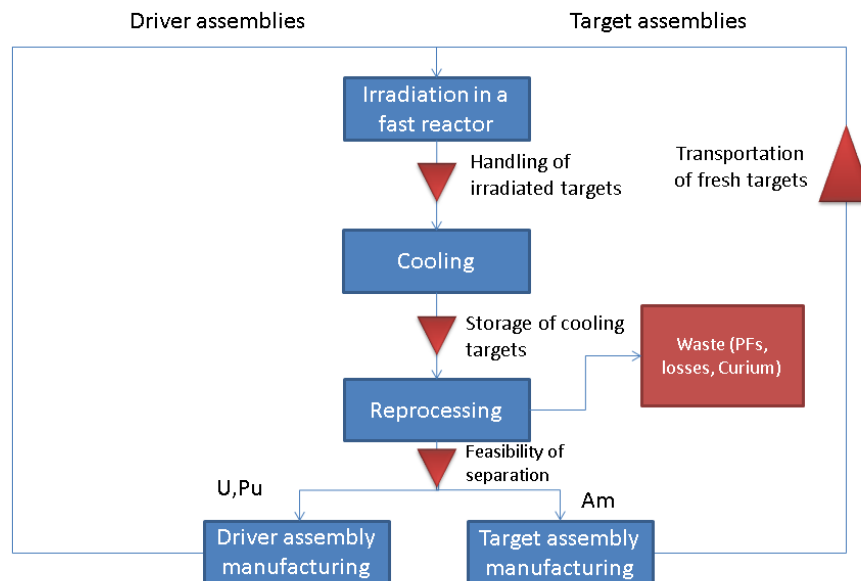 Driver assemblies
Target assemblies
Irradiation in a
fast reactor
Handling of
irradiated targets
Transportation
of fresh targets
Cooling
Storage of cooling
targets
Waste (PFs,
losses, Curium)
Reprocessing
Feasibility of
separation
U,Pu
Am
Driver assembly
manufacturing
Target assembly
manufacturing